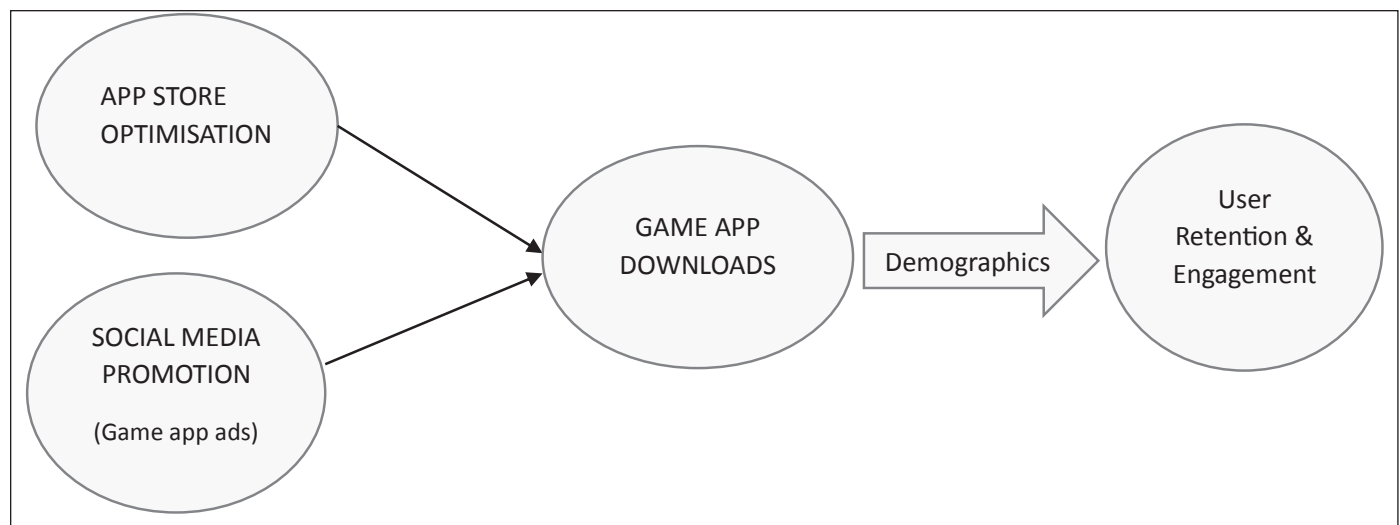 APP STORE
OPTIMISATION
SOCIAL MEDIA
PROMOTION
(Game app ads)
GAME APP
DOWNLOADS
Demographics
User
Retention &
Engagement